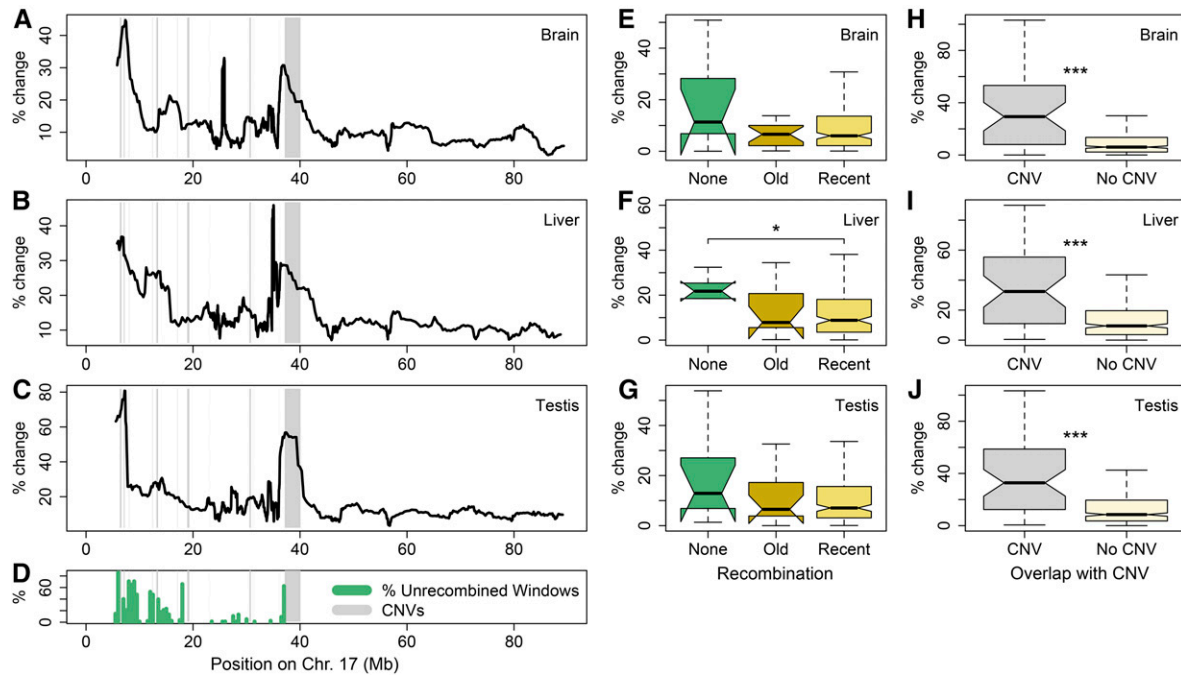 A
Brain
% change
10 20 30 40
0 20 40 60 80
B
Liver
% change
10 20 30 40
0 20 40 60 80
C
Testis
% change
0 20 40 60 80
0 20 40 60 80
D
%
0 60
% Unrecombined Windows
CNVs
0 20 40 60 80
Position on Chr. 17 (Mb)
E
Brain
% change
0 20 40
None Old Recent
F
Liver
% change
0 20 40 60
*
None Old Recent
G
Testis
% change
0 20 40
None Old Recent
Recombination
H
Brain
% change
0 40 80
***
CNV No CNV
I
Liver
% change
0 20 60
***
CNV No CNV
J
Testis
% change
0 40 80
***
CNV No CNV
Overlap with CNV